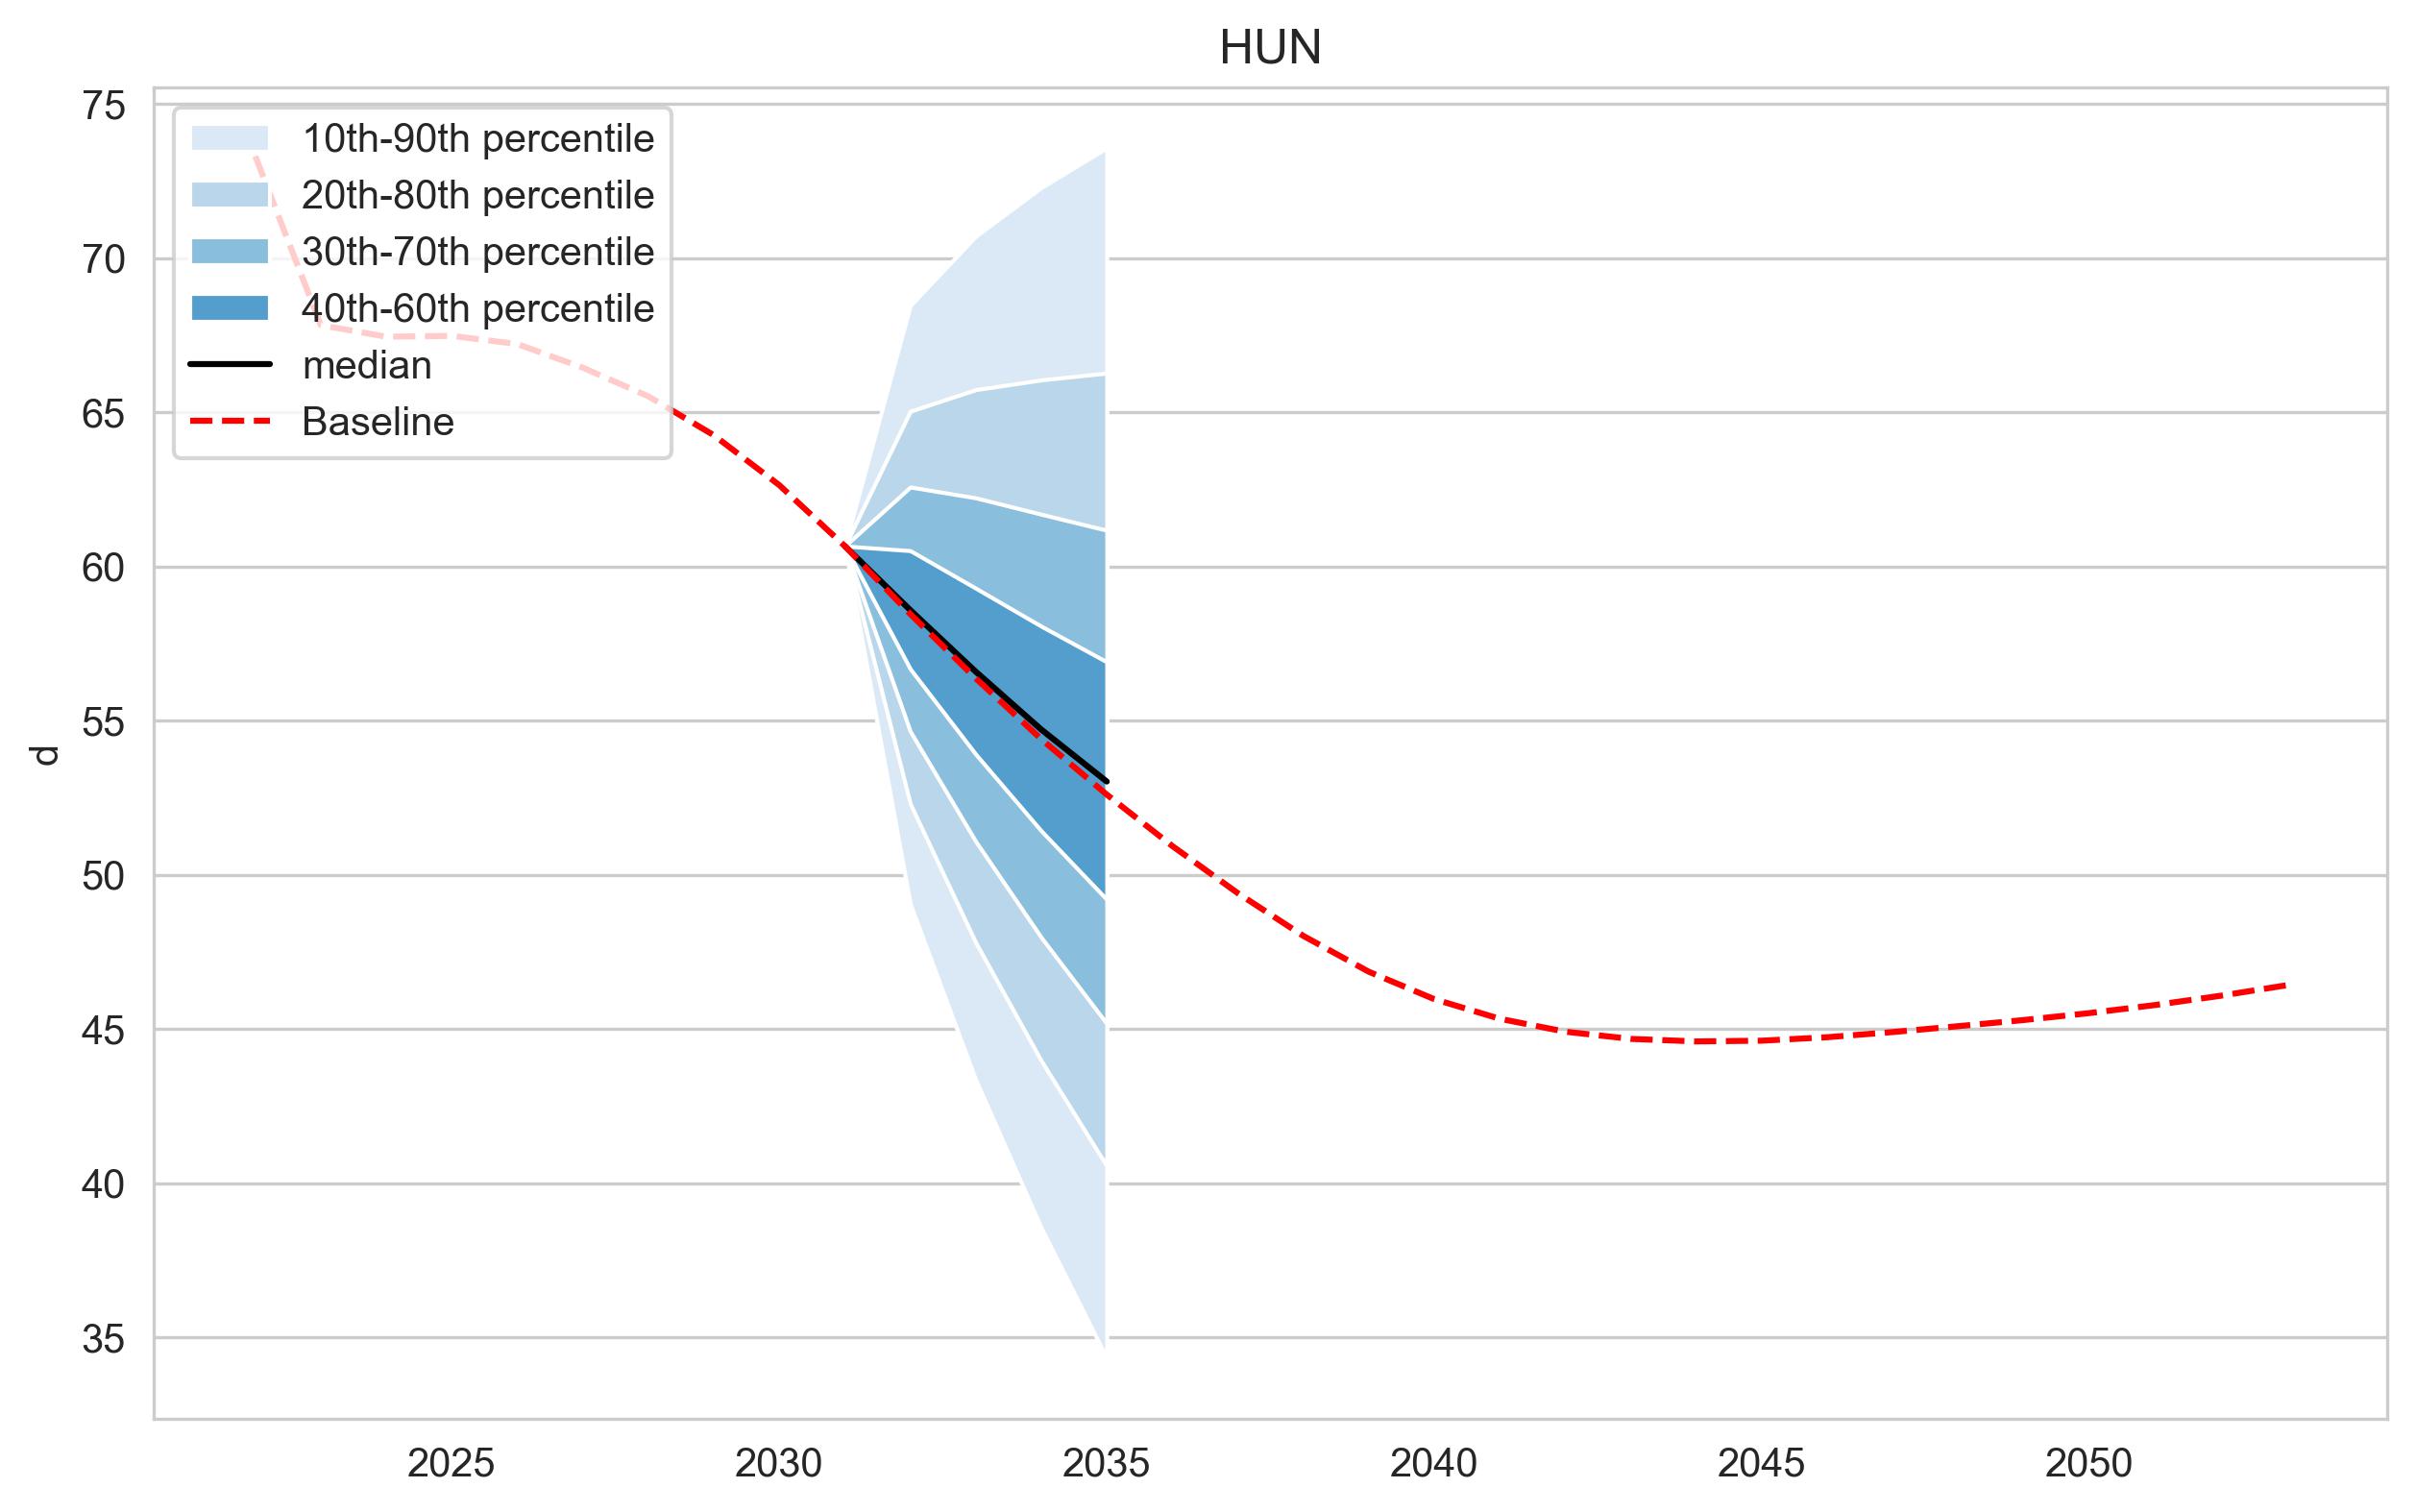 HUN
75
70
65
60
55
50
45
40
35
d
10th-90th percentile
20th-80th percentile
30th-70th percentile
40th-60th percentile
median
Baseline
2025 2030 2035 2040 2045 2050